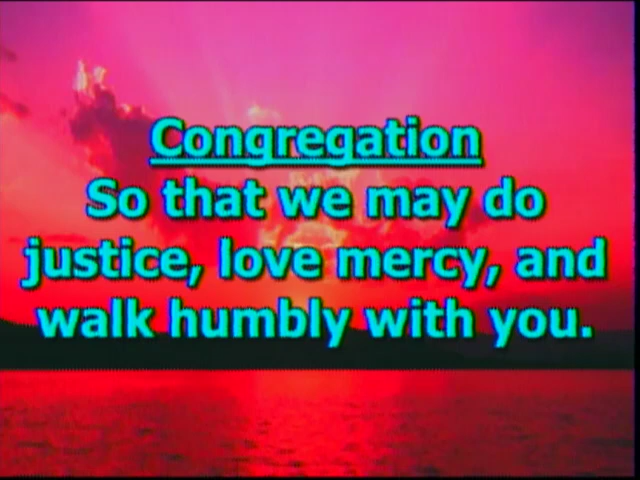 Congregation
So that we may do
justice, love mercy, and
walk humbly with you.